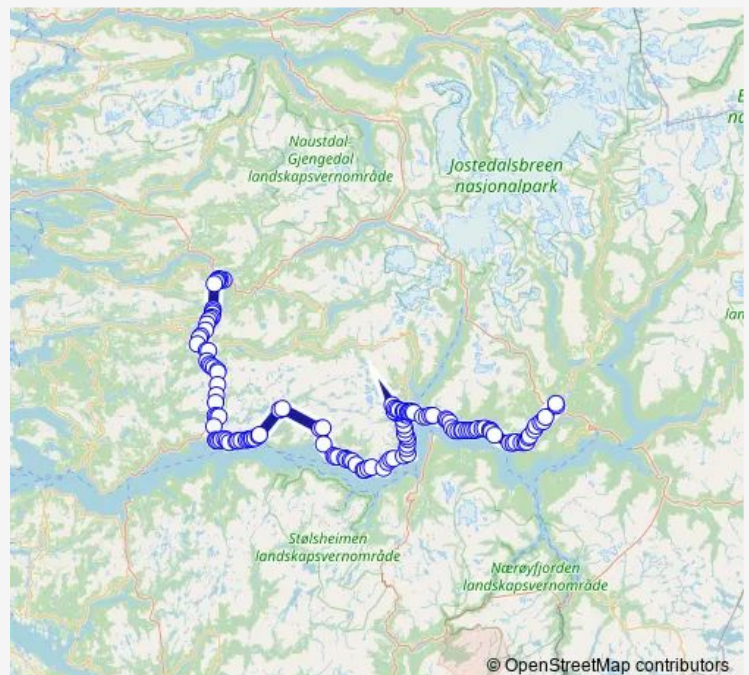 Naustdal-
Gjengedal
landskapsvernområde
Jostedalsbreen
nasjonalpark
Stølsheimen
landskapsvernområde
Nærøyfjorden
landskapsvernområde
© OpenStreetMap contributors